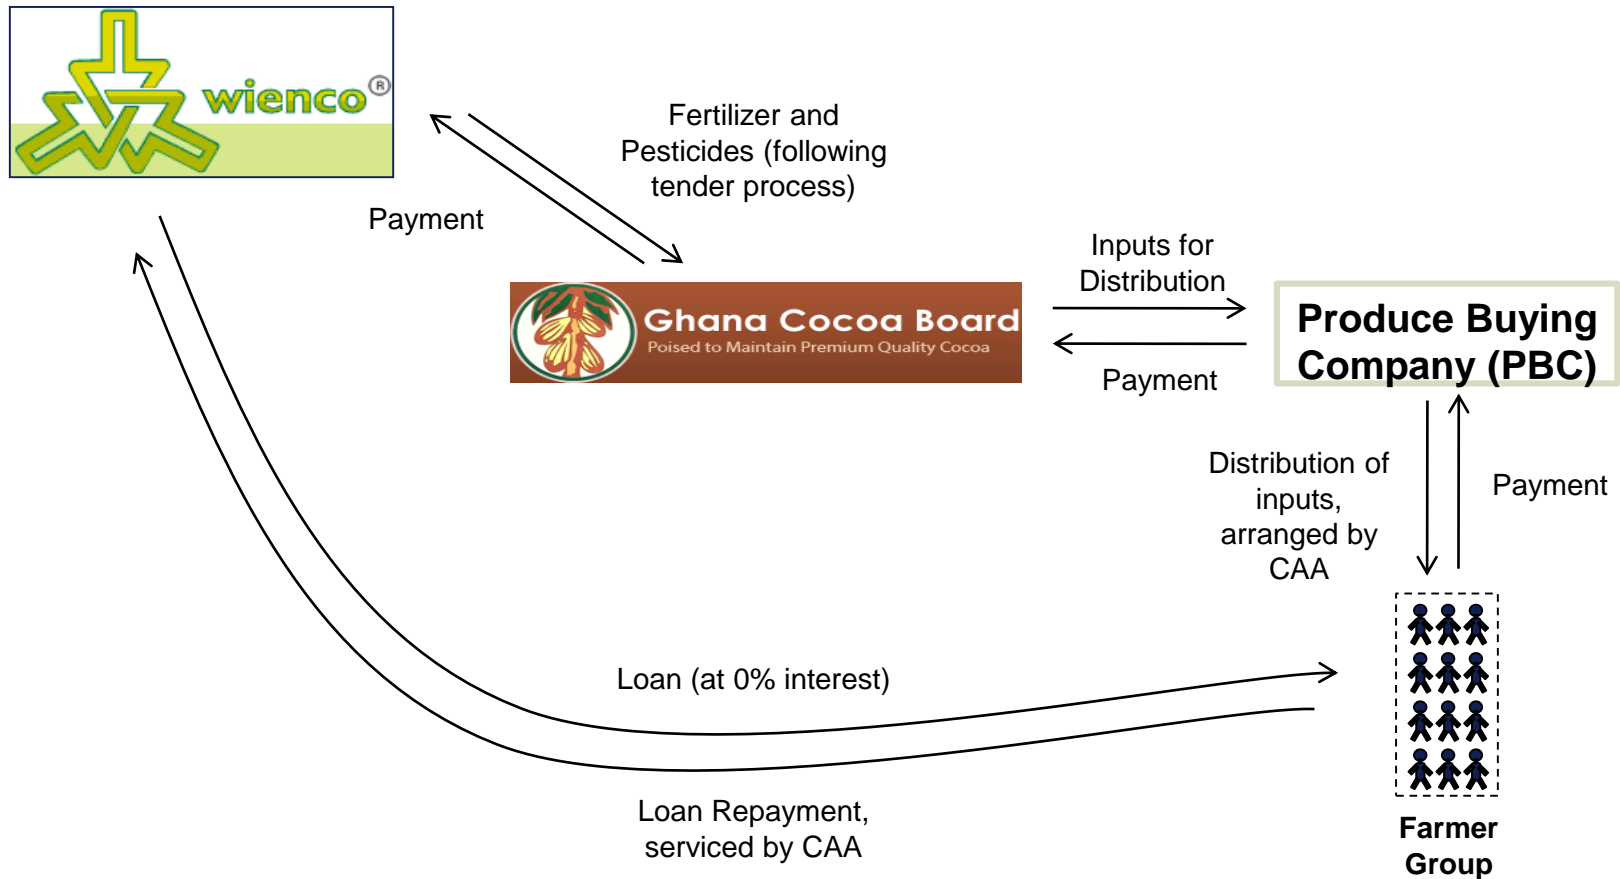 wienco®
Fertilizer and
Pesticides (following
tender process)
Payment
Ghana Cocoa Board
Poised to Maintain Premium Quality Cocoa
Inputs for
Distribution
Payment
Produce Buying
Company (PBC)
Distribution of
inputs,
arranged by
CAA
Payment
Loan (at 0% interest)
Loan Repayment,
serviced by CAA
Farmer
Group